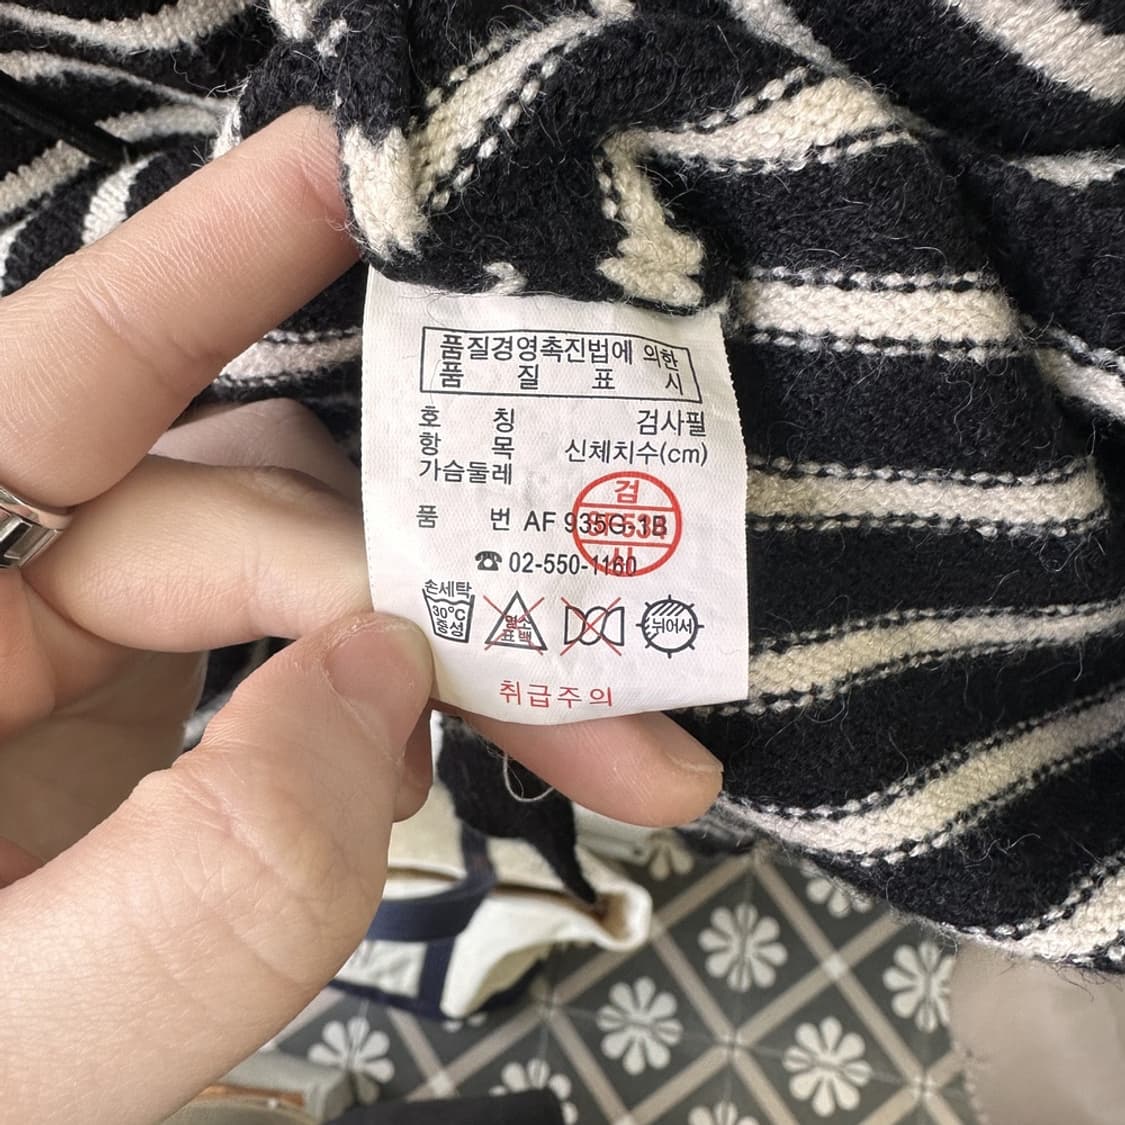 품질경영촉진법에 의한
품 질 표 시
호 칭 검사필
항 목 신체치수(cm)
가슴둘레
검
품 번 AF 935G-1B
사
☎ 02-550-1160
손세탁
30°C
중성
염소
표백
뉘어서
취급주의